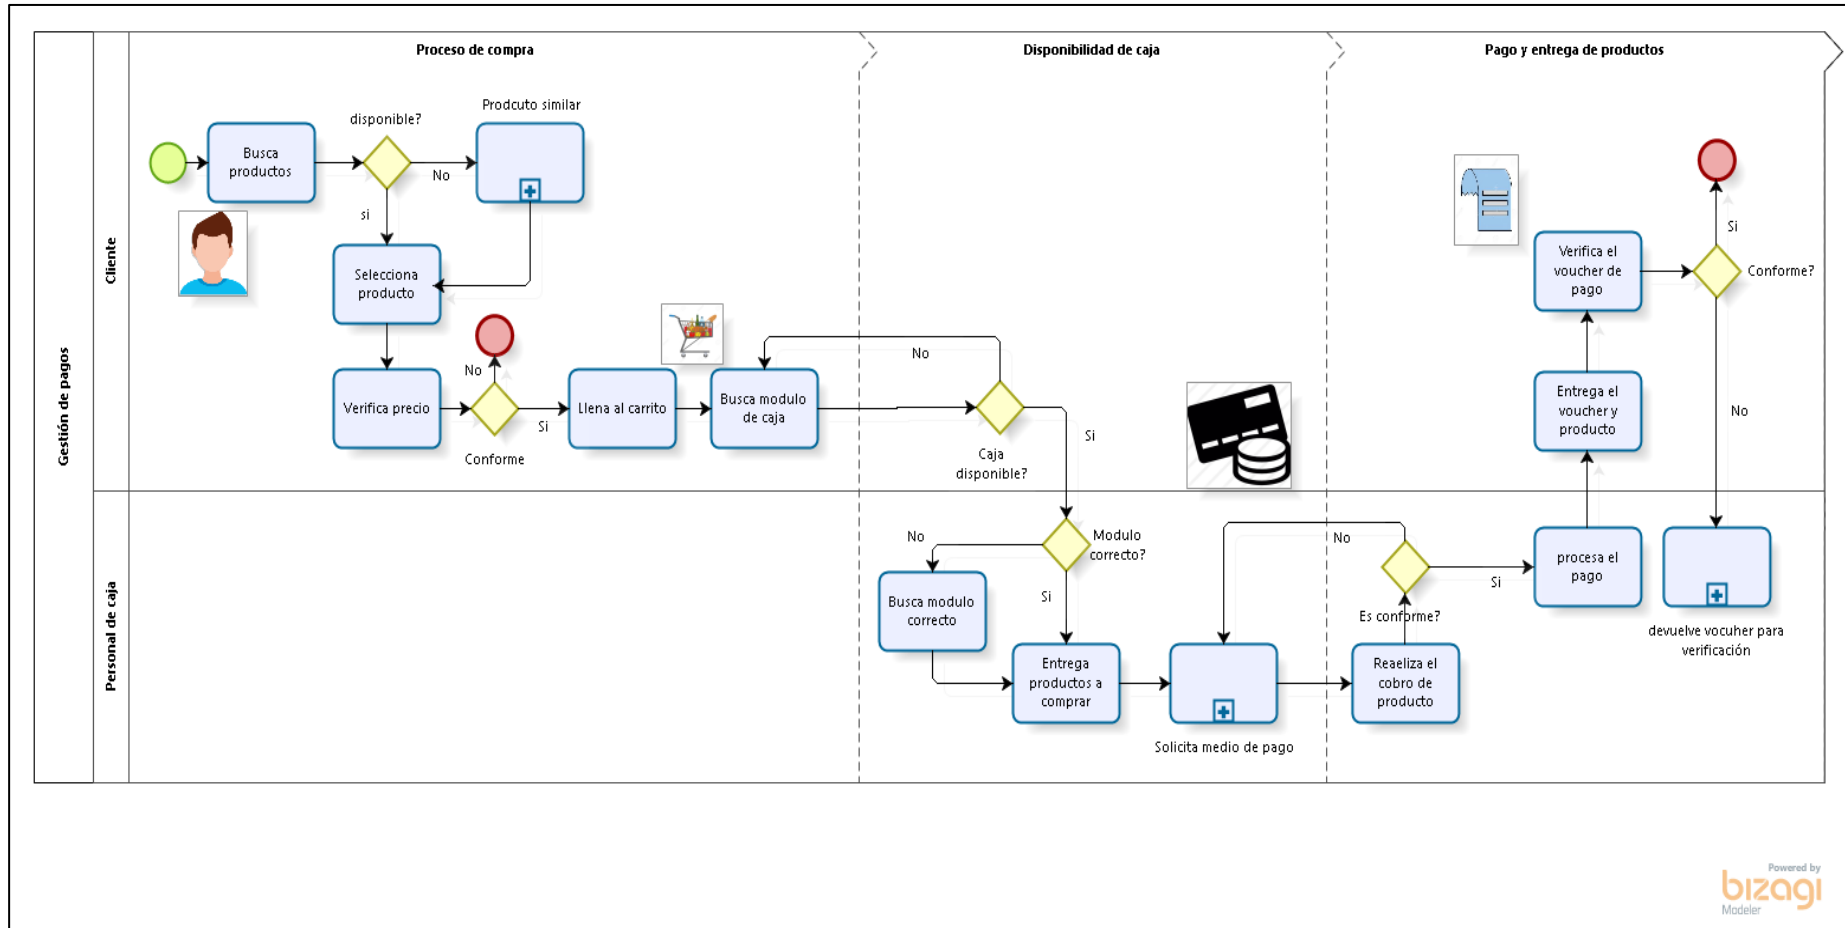 Proceso de compra
Disponibilidad de caja
Pago y entrega de productos
Gestión de pagos
Cliente
Personal de caja
Busca
productos
disponible?
No
si
Prodcuto similar
Selecciona
producto
Verifica precio
No
Si
Conforme
Llena al carrito
Busca modulo
de caja
No
Caja
disponible?
Si
Modulo
correcto?
No
Si
Busca modulo
correcto
Entrega
productos a
comprar
Solicita medio de pago
Reaeliza el
cobro de
producto
Es conforme?
No
Si
procesa el
pago
Entrega el
voucher y
producto
Verifica el
voucher de
pago
Conforme?
Si
No
devuelve vocuher para
verificación
Powered by
bizagi
Modeler